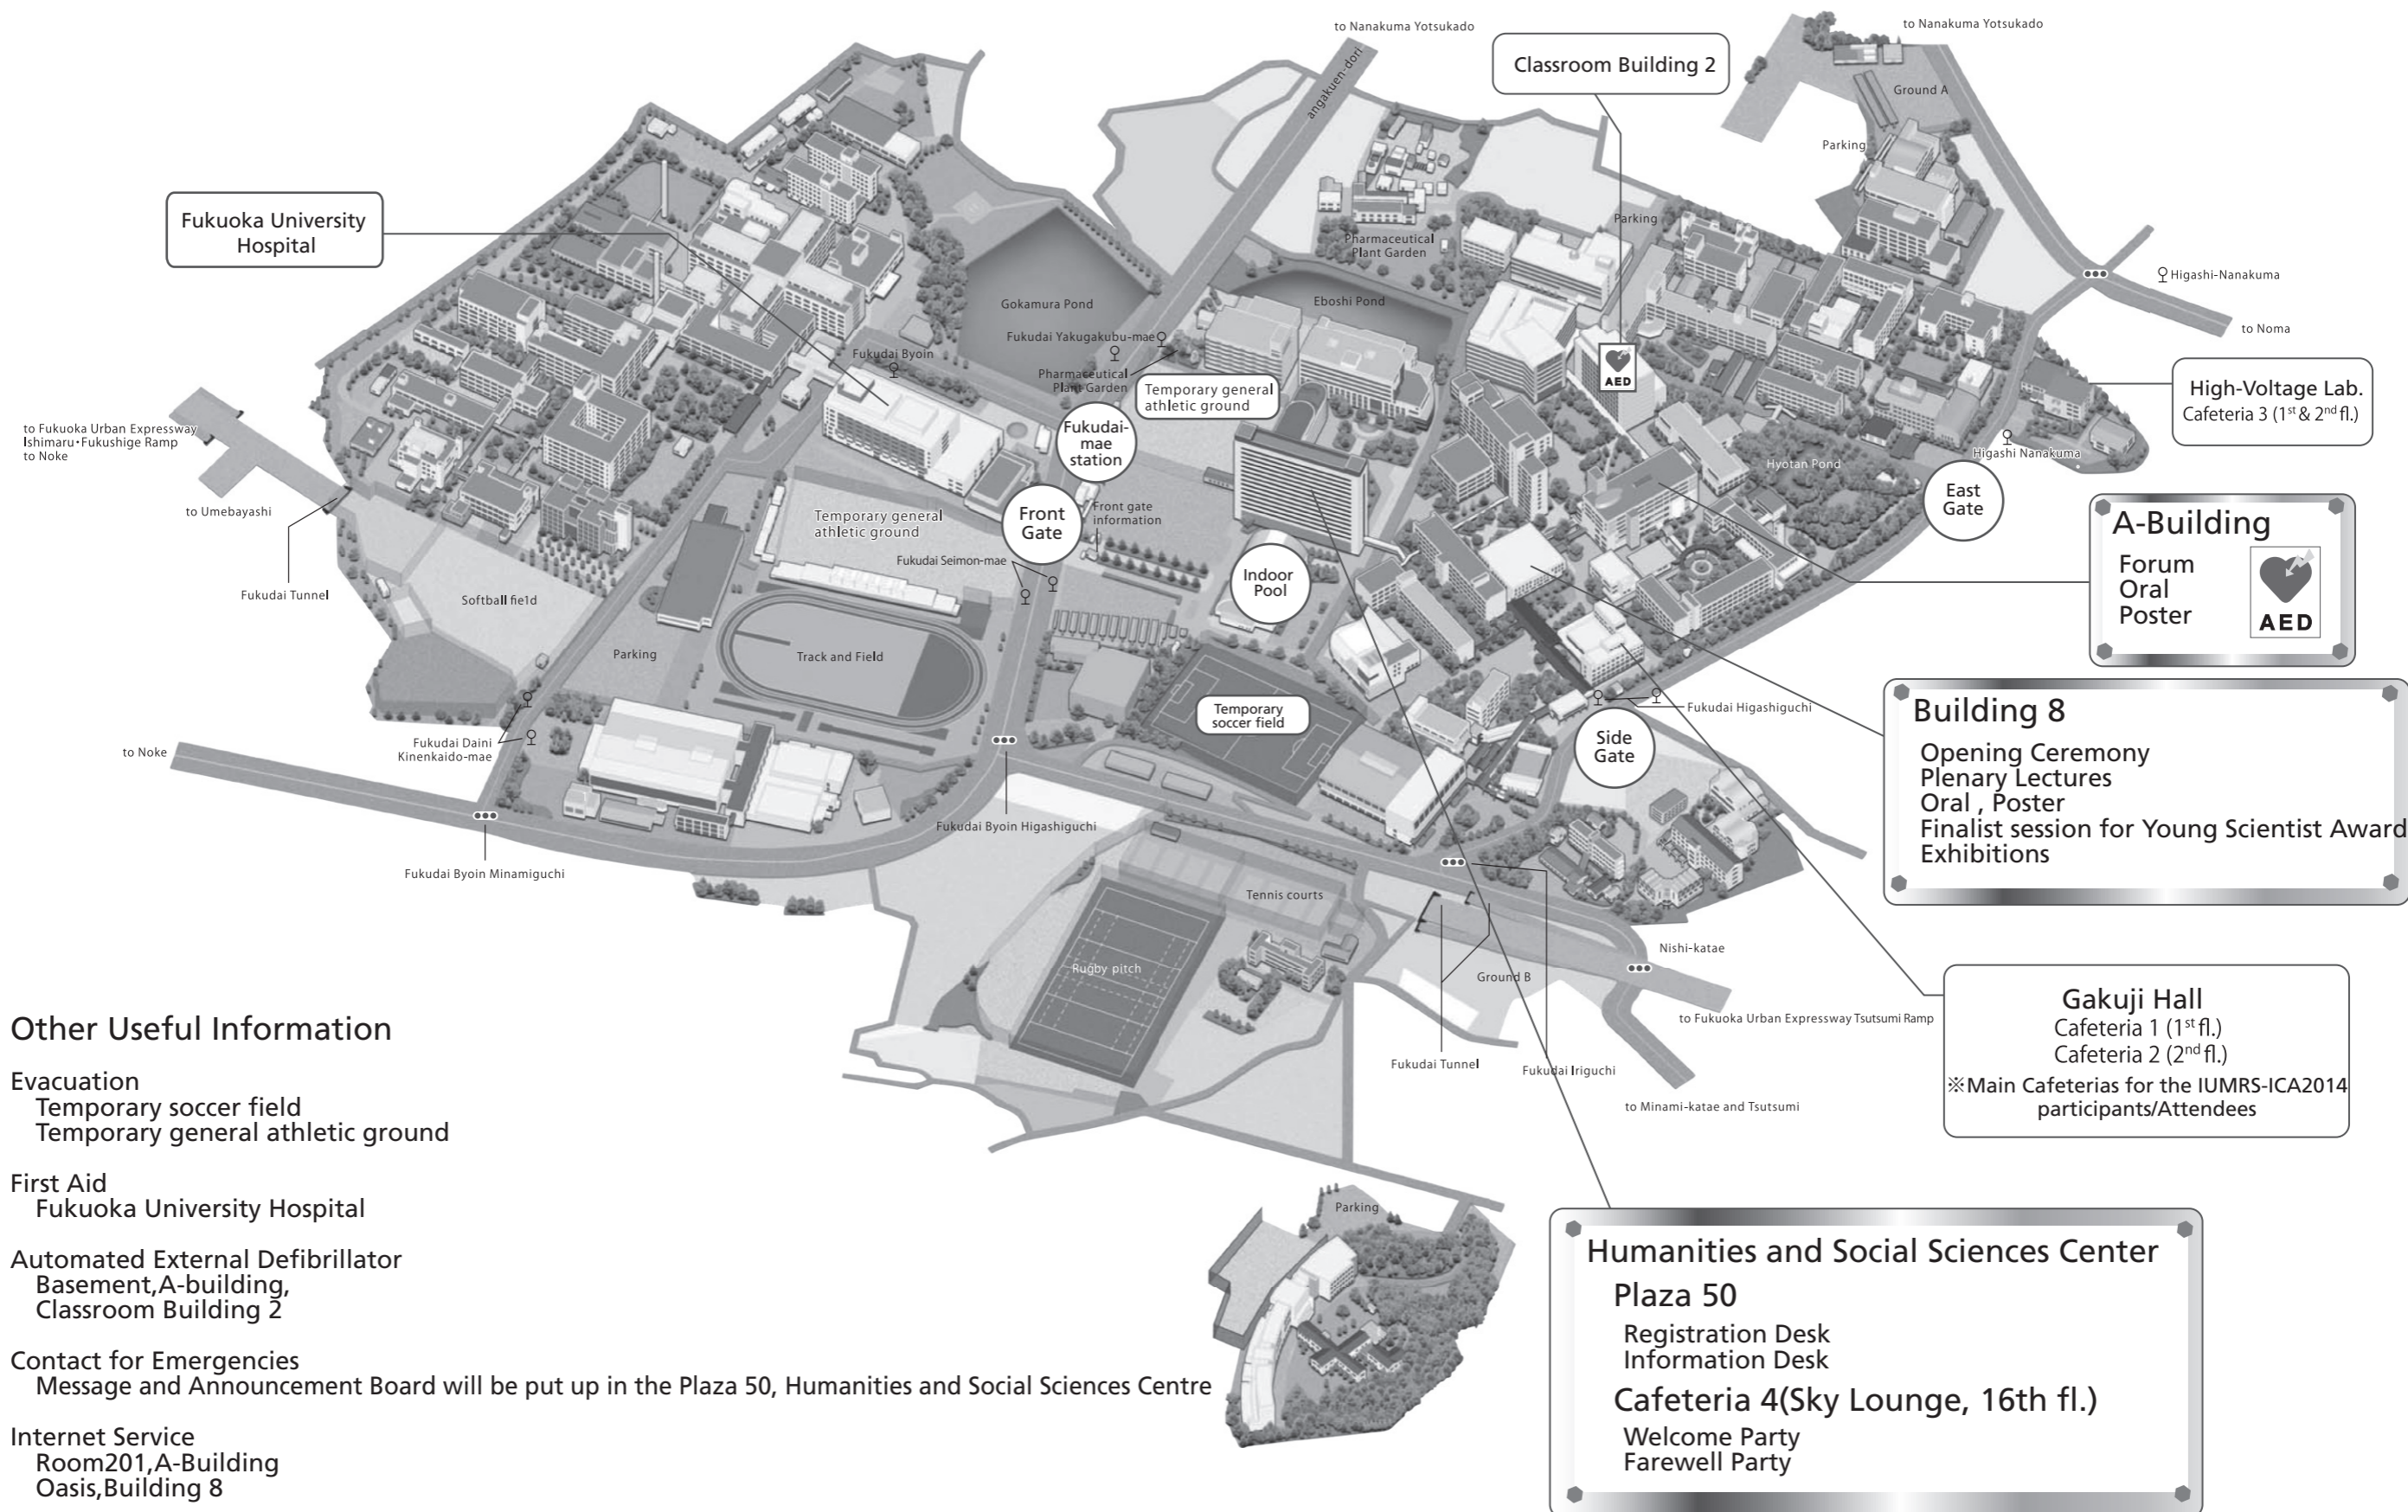 to Nanakuma Yotsukado
to Nanakuma Yotsukado
angakuen-dori
Classroom Building 2
Ground A
Parking
Fukuoka University
Hospital
Parking
Pharmaceutical
Plant Garden
Higashi-Nanakuma
to Noma
Gokamura Pond
Eboshi Pond
Fukudai Yakugakubu-mae
Fukudai Byoin
Pharmaceutical
Plant Garden
Temporary general
athletic ground
AED
High-Voltage Lab.
Cafeteria 3 (1st & 2nd fl.)
to Fukuoka Urban Expressway
Ishimaru・Fukushige Ramp
to Noke
Fukudai-
mae
station
Higashi Nanakuma
Hyotan Pond
East
Gate
to Umebayashi
Temporary general
athletic ground
Front
Gate
Front gate
information
A-Building
Forum
Oral
Poster
AED
Fukudai Seimon-mae
Indoor
Pool
Fukudai Tunnel
Softball field
Parking
Track and Field
Temporary
soccer field
Fukudai Higashiguchi
Side
Gate
Building 8
Opening Ceremony
Plenary Lectures
Oral , Poster
Finalist session for Young Scientist Award
Exhibitions
to Noke
Fukudai Daini
Kinenkaido-mae
Fukudai Byoin Higashiguchi
Fukudai Byoin Minamiguchi
Tennis courts
Rugby pitch
Nishi-katae
Ground B
to Fukuoka Urban Expressway Tsutsumi Ramp
Fukudai Tunnel
Fukudai Iriguchi
to Minami-katae and Tsutsumi
Gakuji Hall
Cafeteria 1 (1st fl.)
Cafeteria 2 (2nd fl.)
※Main Cafeterias for the IUMRS-ICA2014
participants/Attendees
Parking
Other Useful Information
Evacuation
Temporary soccer field
Temporary general athletic ground
First Aid
Fukuoka University Hospital
Automated External Defibrillator
Basement,A-building,
Classroom Building 2
Contact for Emergencies
Message and Announcement Board will be put up in the Plaza 50, Humanities and Social Sciences Centre
Internet Service
Room201,A-Building
Oasis,Building 8
Humanities and Social Sciences Center
Plaza 50
Registration Desk
Information Desk
Cafeteria 4(Sky Lounge, 16th fl.)
Welcome Party
Farewell Party